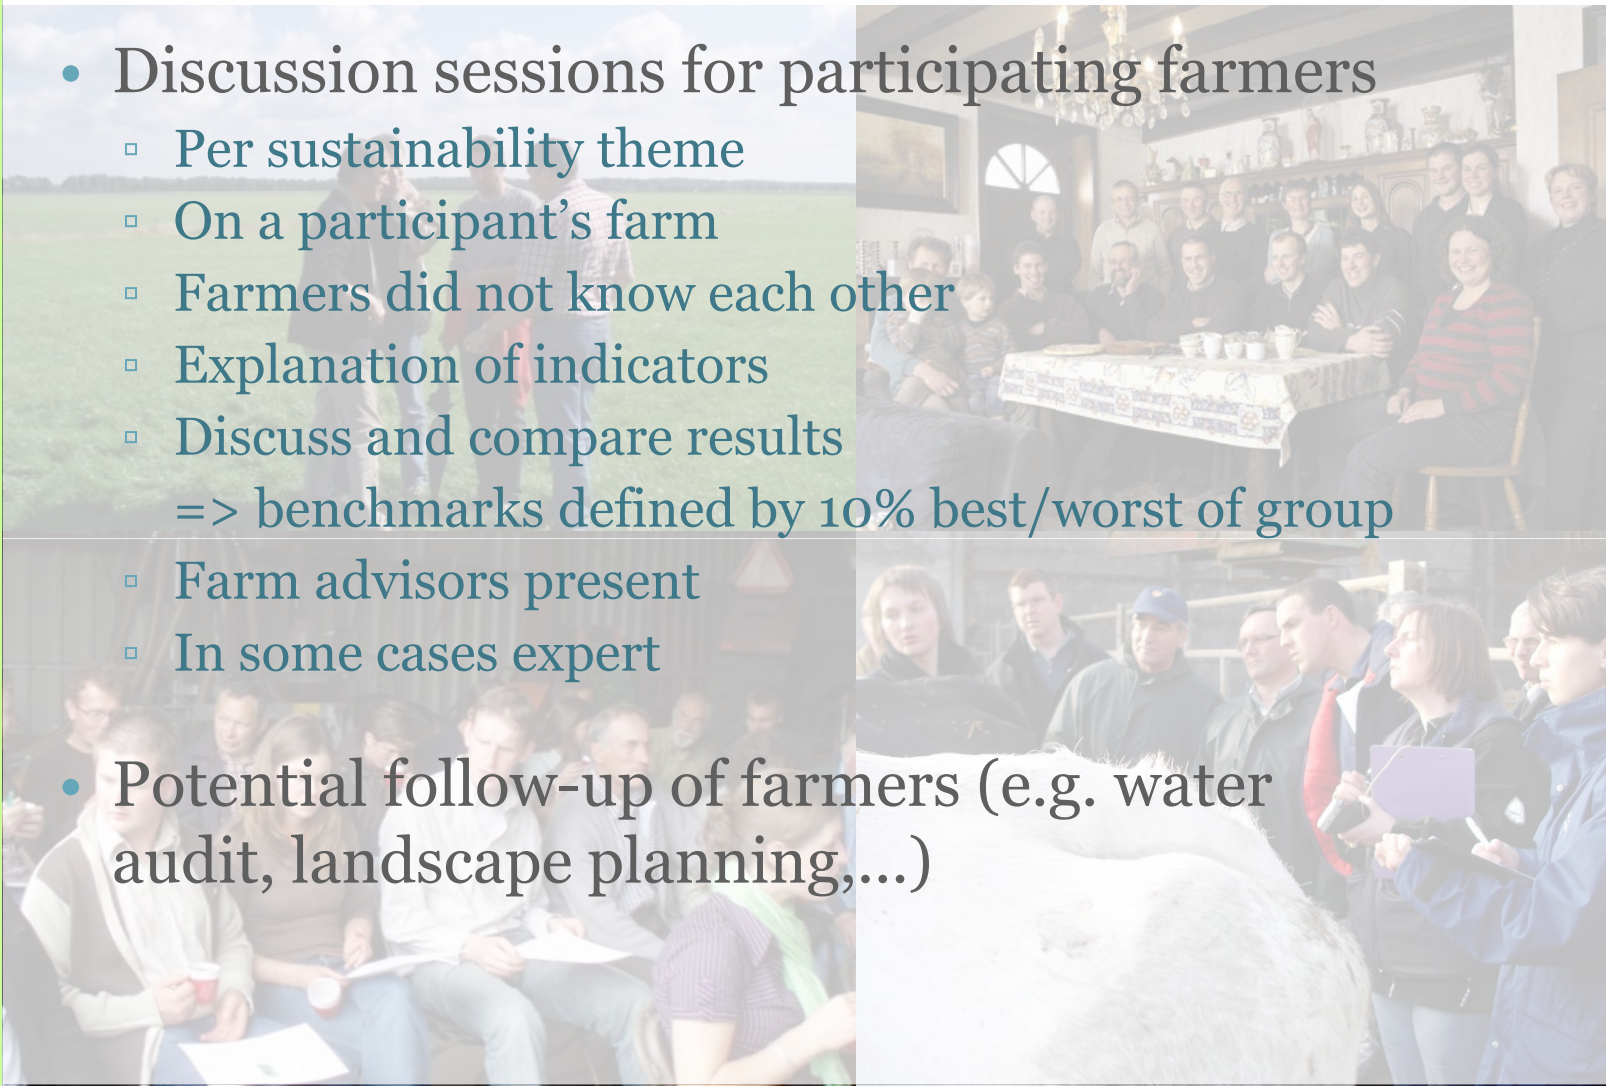 • Discussion sessions for participating farmers
▫ Per sustainability theme
▫ On a participant’s farm
▫ Farmers did not know each other
▫ Explanation of indicators
▫ Discuss and compare results
=> benchmarks defined by 10% best/worst of group
▫ Farm advisors present
▫ In some cases expert
• Potential follow-up of farmers (e.g. water
audit, landscape planning,...)